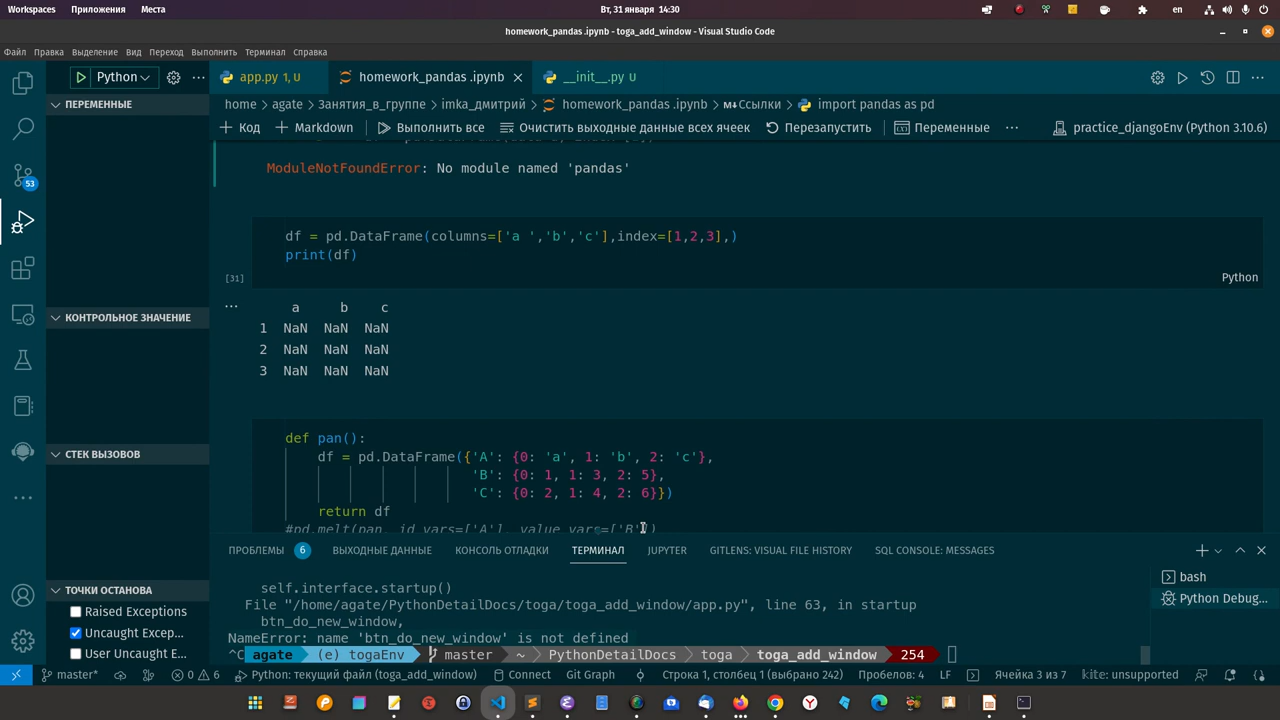 Workspaces Приложения Места Вт, 31 января 14:30 en
homework_pandas .ipynb - toga_add_window - Visual Studio Code
Файл Правка Выделение Вид Переход Выполнить Терминал Справка
Python app.py 1, U homework_pandas .ipynb __init__.py U
ПЕРЕМЕННЫЕ
home > agate > Занятия_в_группе > imka_дмитрий > homework_pandas .ipynb > Ссылки > import pandas as pd
Код Markdown Выполнить все Очистить выходные данные всех ячеек Перезапустить Переменные practice_djangoEnv (Python 3.10.6)
ModuleNotFoundError: No module named 'pandas'
53
df = pd.DataFrame(columns=['a ','b','c'],index=[1,2,3],)
print(df)
[31] Python
a b c
1 NaN NaN NaN
2 NaN NaN NaN
3 NaN NaN NaN
КОНТРОЛЬНОЕ ЗНАЧЕНИЕ
def pan():
df = pd.DataFrame({'A': {0: 'a', 1: 'b', 2: 'c'},
'B': {0: 1, 1: 3, 2: 5},
'C': {0: 2, 1: 4, 2: 6}})
return df
#pd.melt(pan, id_vars=['A'], value_vars=['B'])
СТЕК ВЫЗОВОВ
ПРОБЛЕМЫ 6 ВЫХОДНЫЕ ДАННЫЕ КОНСОЛЬ ОТЛАДКИ ТЕРМИНАЛ JUPYTER GITLENS: VISUAL FILE HISTORY SQL CONSOLE: MESSAGES
self.interface.startup()
File "/home/agate/PythonDetailDocs/toga/toga_add_window/app.py", line 63, in startup
btn_do_new_window,
NameError: name 'btn_do_new_window' is not defined
^C agate (e) togaEnv master ~ PythonDetailDocs toga toga_add_window 254
bash
Python Debug...
ТОЧКИ ОСТАНОВА
Raised Exceptions
Uncaught Excep...
User Uncaught E...
master* 0 6 Python: текущий файл (toga_add_window) Connect Git Graph Строка 1, столбец 1 (выбрано 242) Пробелов: 4 LF Ячейка 3 из 7 kite: unsupported